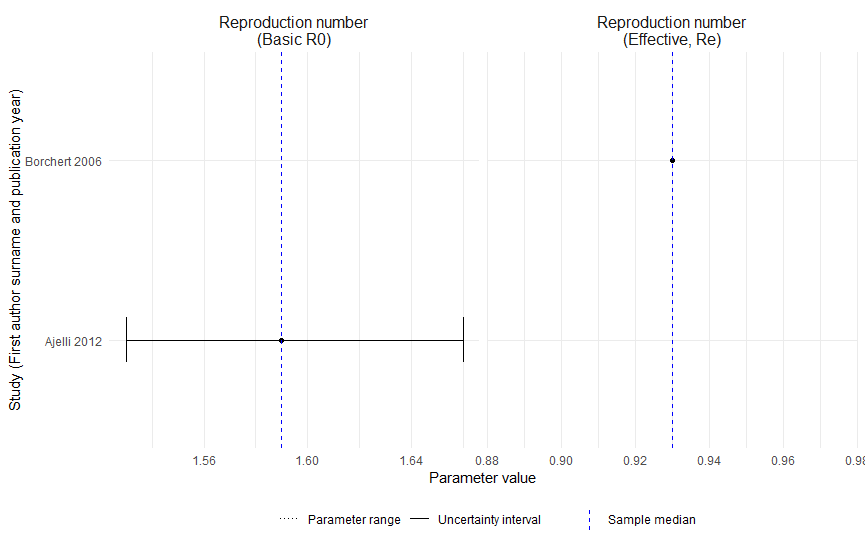 Reproduction number
(Basic R0)
Reproduction number
(Effective, Re)
Study (First author surname and publication year)
Borchert 2006
Ajelli 2012
1.56 1.60 1.64 0.88 0.90 0.92 0.94 0.96 0.98
Parameter value
Parameter range Uncertainty interval Sample median